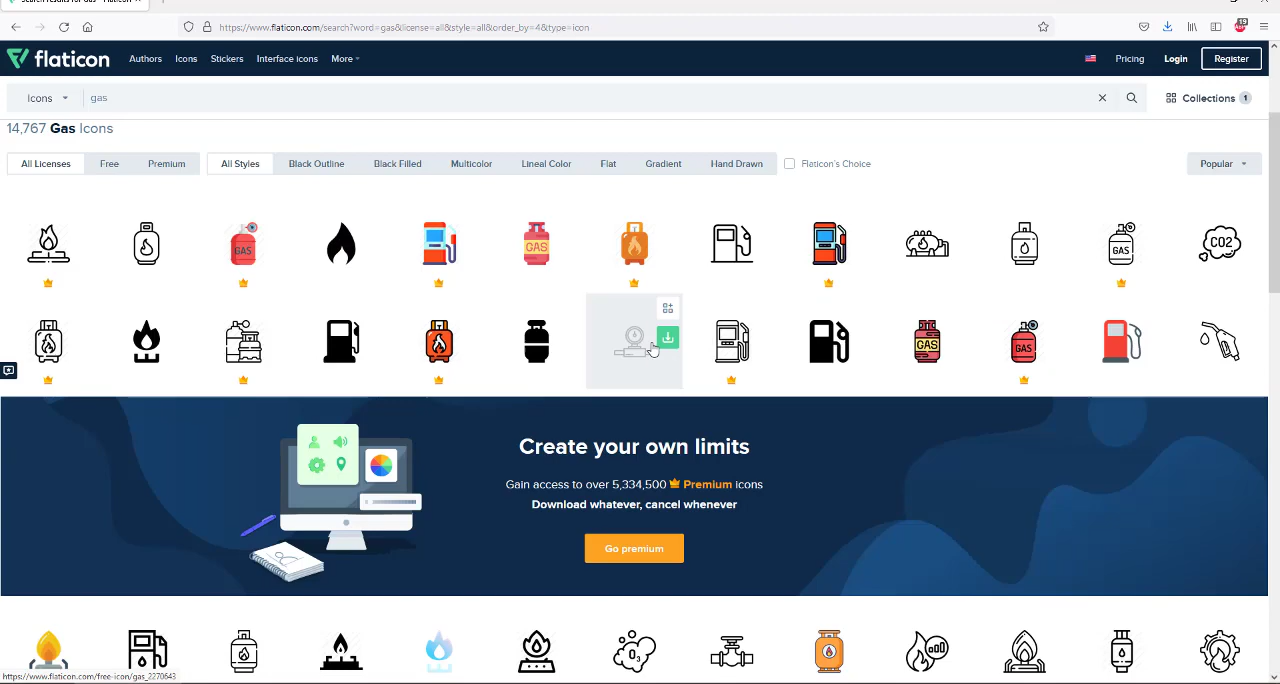 https://www.flaticon.com/search?word=gas&license=all&style=all&order_by=4&type=icon
19
flaticon
Authors
Icons
Stickers
Interface icons
More
Pricing
Login
Register
Icons
gas
Collections 1
14,767 Gas Icons
All Licenses
Free
Premium
All Styles
Black Outline
Black Filled
Multicolor
Lineal Color
Flat
Gradient
Hand Drawn
Flaticon's Choice
Popular
GAS
GAS
GAS
CO2
GAS
GAS
Create your own limits
Gain access to over 5,334,500 Premium icons
Download whatever, cancel whenever
Go premium
O3
https://www.flaticon.com/free-icon/gas_2270643